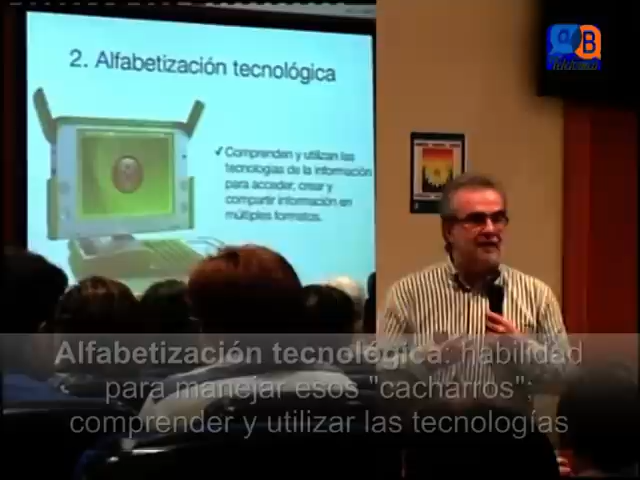 2. Alfabetización tecnológica
✓ Comprenden y utilizan las
tecnologías de la información
para acceder, crear y
compartir información en
múltiples formatos.
B
Alfabetización tecnológica: habilidad
para manejar esos "cacharros";
comprender y utilizar las tecnologías